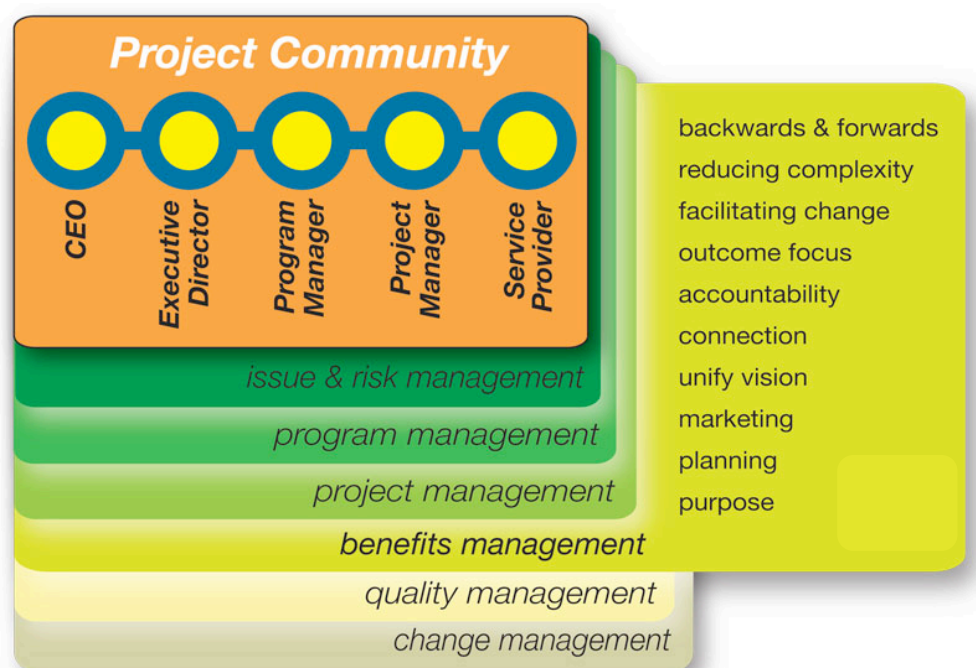 Project Community
CEO
Executive
Director
Program
Manager
Project
Manager
Service
Provider
issue & risk management
program management
project management
benefits management
quality management
change management
backwards & forwards
reducing complexity
facilitating change
outcome focus
accountability
connection
unify vision
marketing
planning
purpose